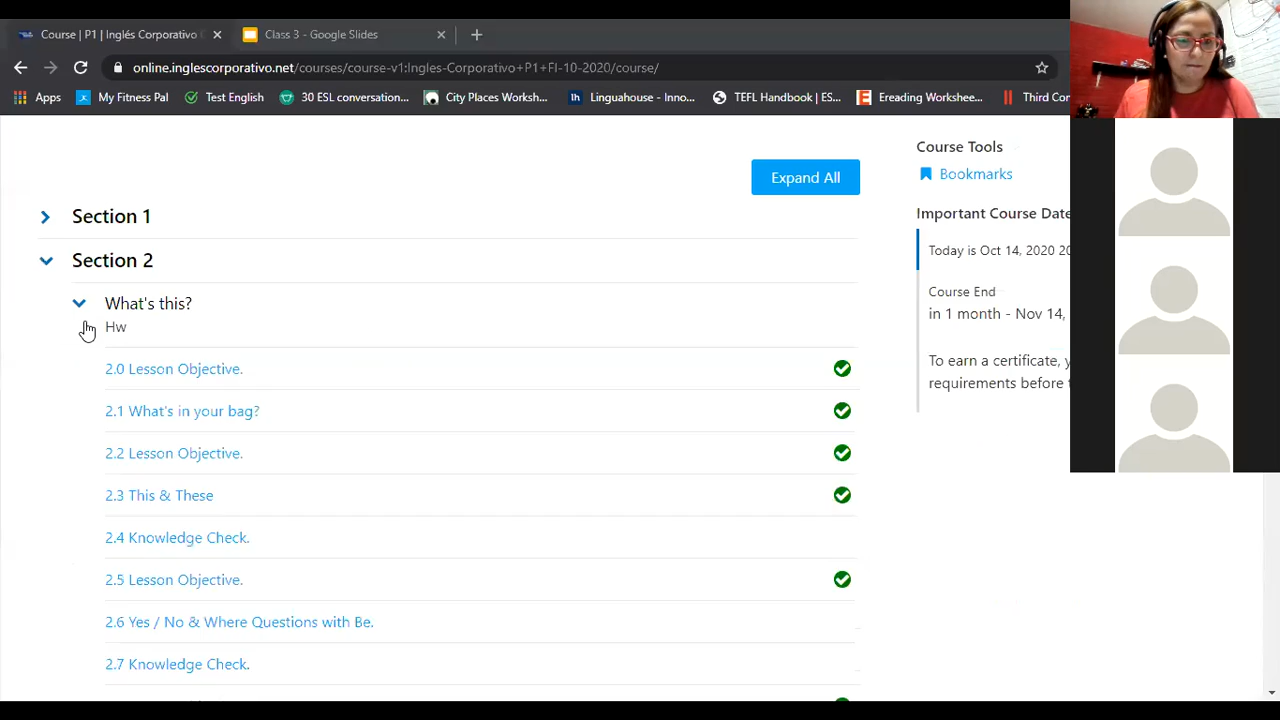 Course | P1 | Inglés Corporativo
Class 3 - Google Slides
online.inglescorporativo.net/courses/course-v1:Ingles-Corporativo+P1+FI-10-2020/course/
Apps
My Fitness Pal
Test English
30 ESL conversation...
City Places Worksh...
Linguahouse - Inno...
TEFL Handbook | ES...
Ereading Workshee...
Third Con
Expand All
Course Tools
Bookmarks
Important Course Date
Today is Oct 14, 2020 20
Course End
in 1 month - Nov 14,
To earn a certificate, y
requirements before t
Section 1
Section 2
What's this?
Hw
2.0 Lesson Objective.
2.1 What's in your bag?
2.2 Lesson Objective.
2.3 This & These
2.4 Knowledge Check.
2.5 Lesson Objective.
2.6 Yes / No & Where Questions with Be.
2.7 Knowledge Check.